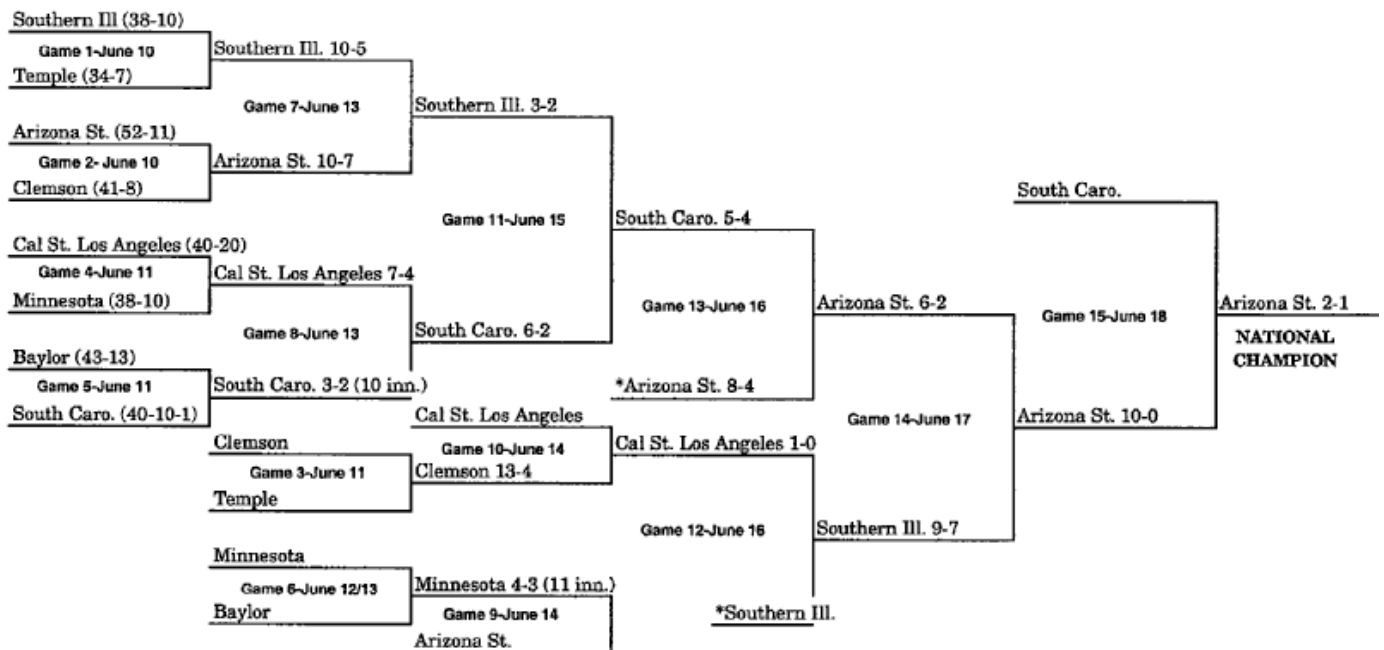 Southern Ill (38-10)
Game 1-June 10
Southern Ill. 10-5
Temple (34-7)
Game 7-June 13
Southern Ill. 3-2
Arizona St. (52-11)
Game 2- June 10
Arizona St. 10-7
Clemson (41-8)
South Caro.
Game 11-June 15
South Caro. 5-4
Cal St. Los Angeles (40-20)
Game 4-June 11
Cal St. Los Angeles 7-4
Minnesota (38-10)
Game 13-June 16
Arizona St. 6-2
Game 15-June 18
Arizona St. 2-1
Game 8-June 13
South Caro. 6-2
NATIONAL
CHAMPION
Baylor (43-13)
Game 5-June 11
South Caro. 3-2 (10 inn.)
*Arizona St. 8-4
South Caro. (40-10-1)
Cal St. Los Angeles
Game 14-June 17
Arizona St. 10-0
Clemson
Game 10-June 14
Cal St. Los Angeles 1-0
Game 3-June 11
Clemson 13-4
Temple
Game 12-June 16
Southern Ill. 9-7
Minnesota
Game 6-June 12/13
Minnesota 4-3 (11 inn.)
Baylor
Game 9-June 14
*Southern Ill.
Arizona St.